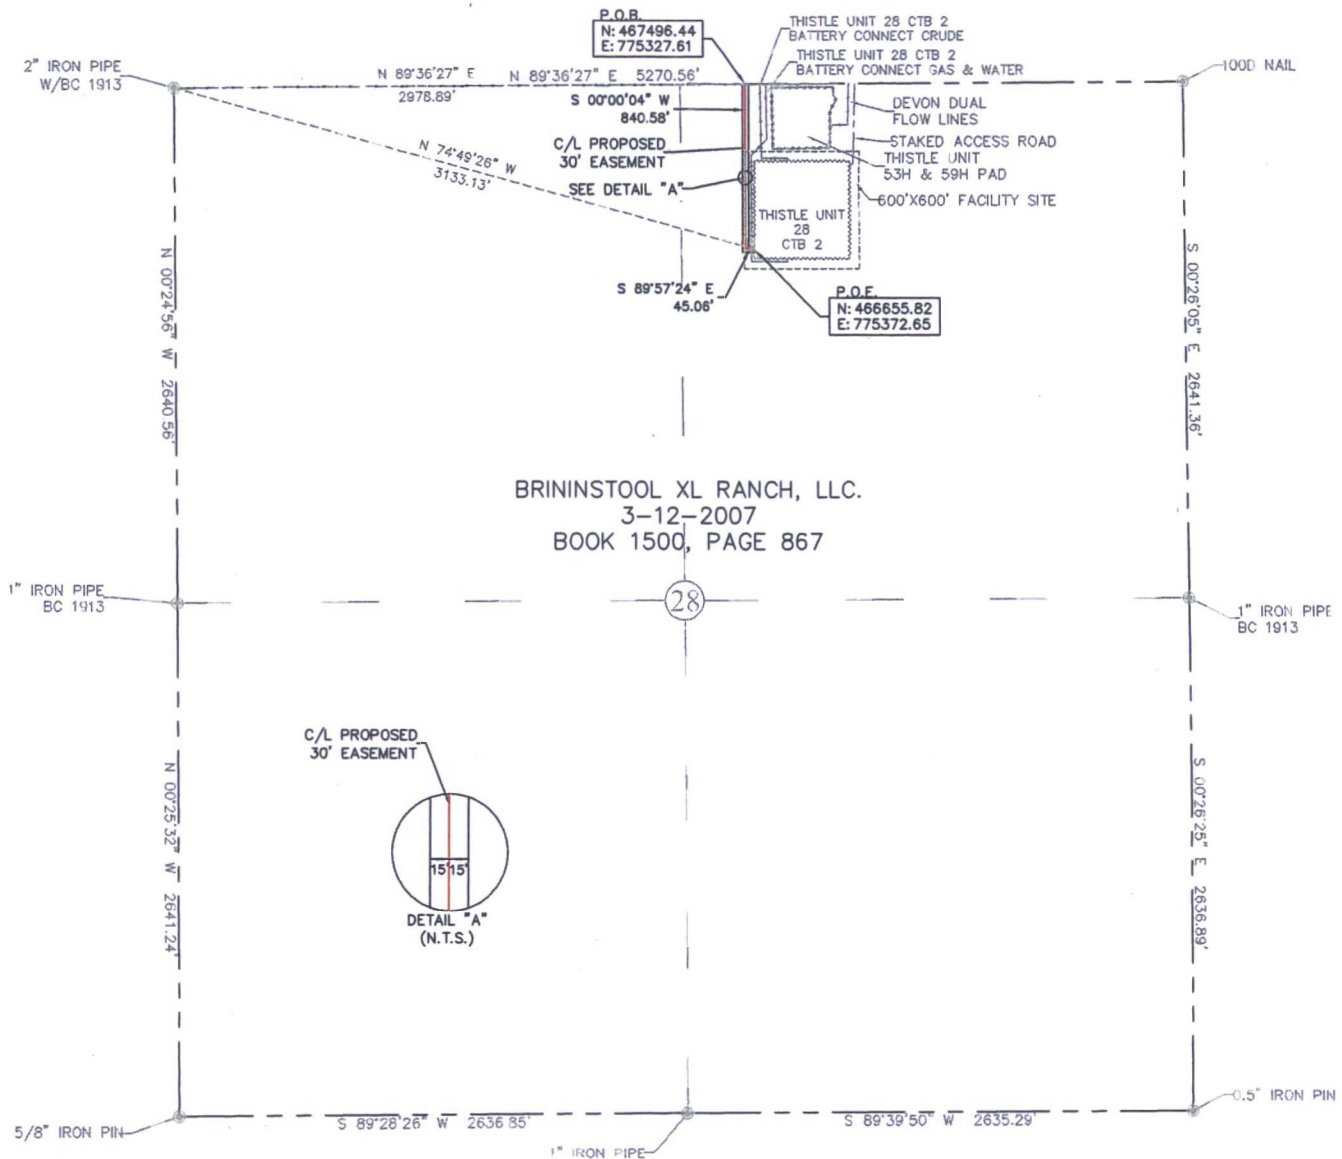 P.O.B.
N: 467496.44
E: 775327.61
THISTLE UNIT 28 CTB 2
BATTERY CONNECT CRUDE
THISTLE UNIT 28 CTB 2
BATTERY CONNECT GAS & WATER
2" IRON PIPE
W/BC 1913
N 89°36'27" E
2978.89'
N 89°36'27" E 5270.56'
100D NAIL
S 00°00'04" W
840.58'
DEVON DUAL
FLOW LINES
C/L PROPOSED
30' EASEMENT
STAKED ACCESS ROAD
THISTLE UNIT
53H & 59H PAD
N 74°49'26" W
3133.13'
SEE DETAIL "A"
600'X600' FACILITY SITE
THISTLE UNIT
28
CTB 2
S 89°57'24" E
45.06'
P.O.E.
N: 466655.82
E: 775372.65
N 00°24'56" W 2640.56'
S 00°26'05" E 2641.36'
BRININSTOOL XL RANCH, LLC.
3-12-2007
BOOK 1500, PAGE 867
1" IRON PIPE
BC 1913
28
1" IRON PIPE
BC 1913
C/L PROPOSED
30' EASEMENT
15' 15'
DETAIL "A"
(N.T.S.)
N 00°25'32" W 2641.24'
S 00°26'25" E 2636.89'
5/8" IRON PIN
S 89°28'26" W 2636.85'
1" IRON PIPE
S 89°39'50" W 2635.29'
0.5" IRON PIN